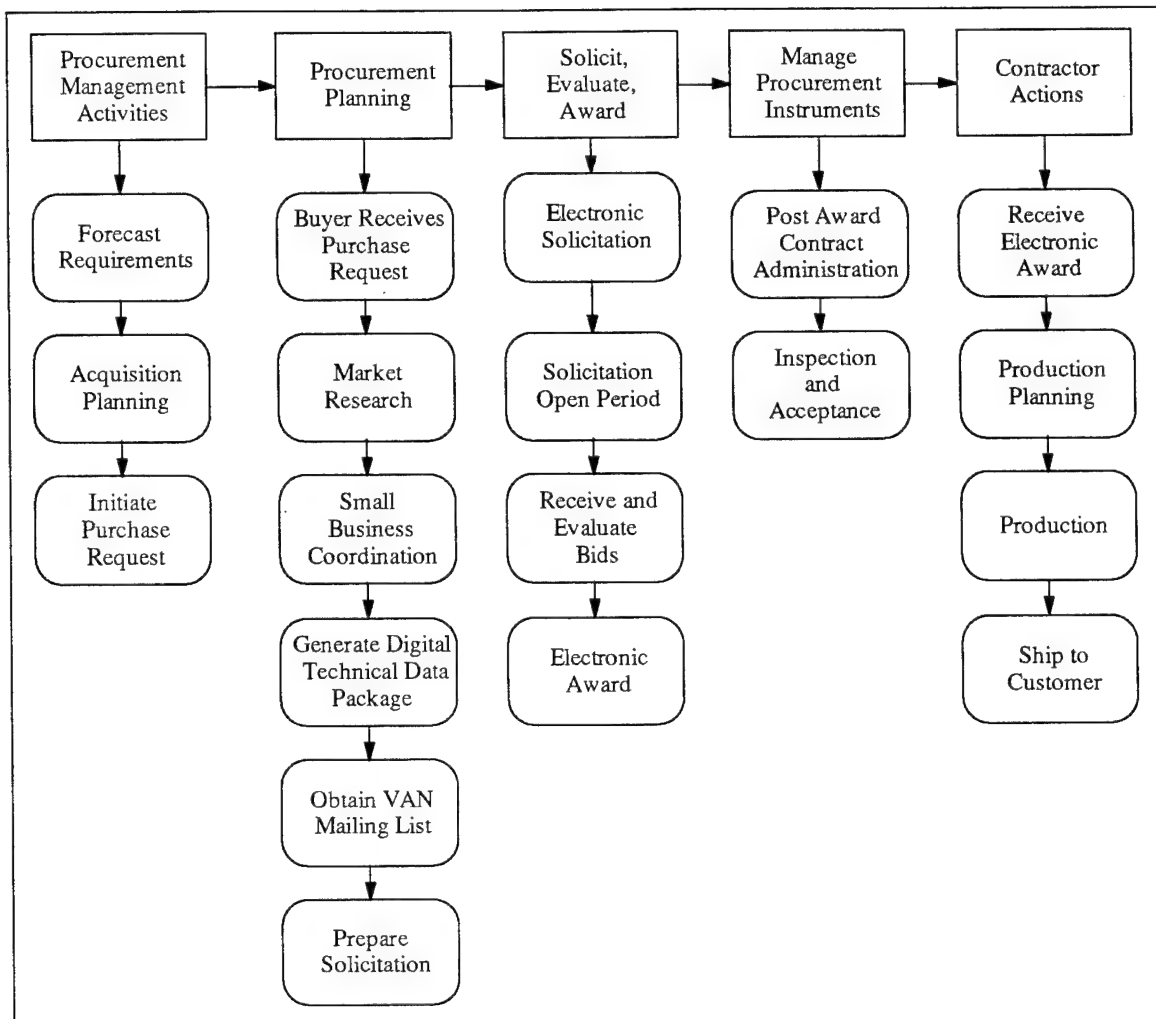 Procurement
Management
Activities
Procurement
Planning
Solicit,
Evaluate,
Award
Manage
Procurement
Instruments
Contractor
Actions
Forecast
Requirements
Acquisition
Planning
Initiate
Purchase
Request
Buyer Receives
Purchase
Request
Market
Research
Small
Business
Coordination
Generate Digital
Technical Data
Package
Obtain VAN
Mailing List
Prepare
Solicitation
Electronic
Solicitation
Solicitation
Open Period
Receive and
Evaluate
Bids
Electronic
Award
Post Award
Contract
Administration
Inspection
and
Acceptance
Receive
Electronic
Award
Production
Planning
Production
Ship to
Customer